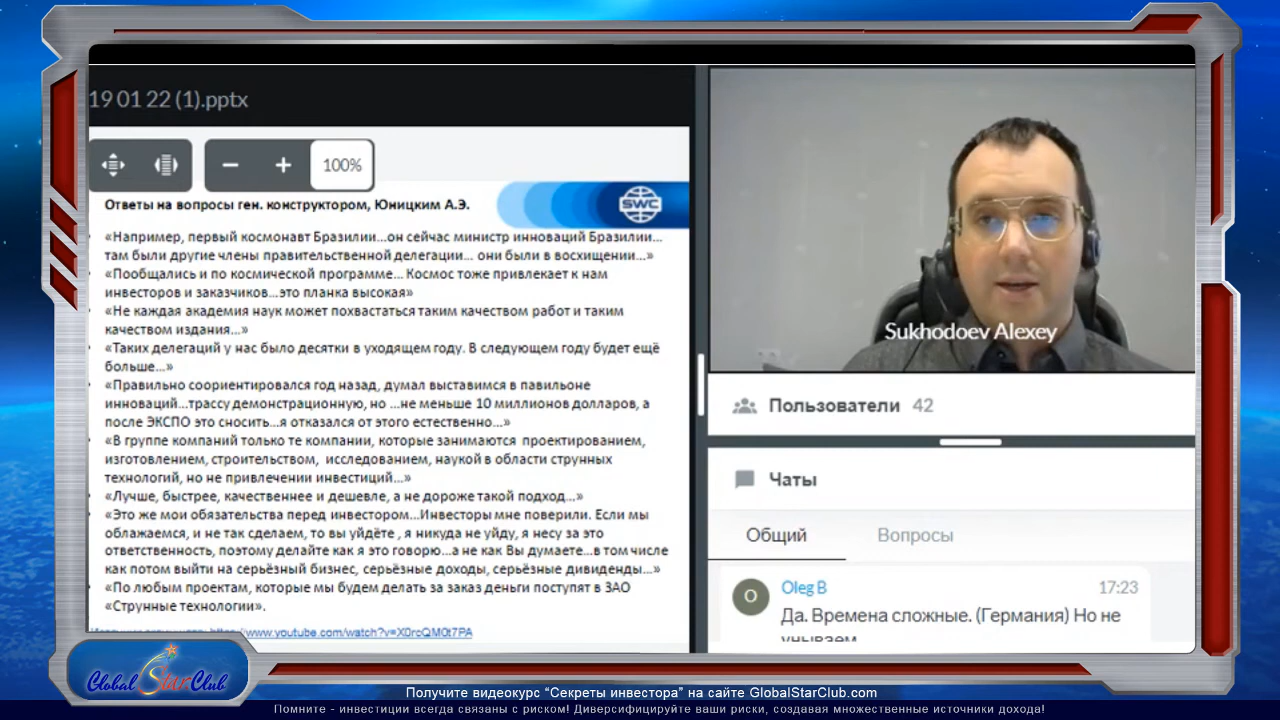 19 01 22 (1).pptx
100%
Ответы на вопросы ген. конструктором, Юницким А.Э.
SWC
«Например, первый космонавт Бразилии...он сейчас министр инноваций Бразилии...
там были другие члены правительственной делегации... они были в восхищении...»
«Пообщались и по космической программе... Космос тоже привлекает к нам
инвесторов и заказчиков...это планка высокая»
«Не каждая академия наук может похвастаться таким качеством работ и таким
качеством издания...»
«Таких делегаций у нас было десятки в уходящем году. В следующем году будет ещё
больше...»
«Правильно соориентировался год назад, думал выставимся в павильоне
инноваций...трассу демонстрационную, но ...не меньше 10 миллионов долларов, а
после ЭКСПО это сносить...я отказался от этого естественно...»
«В группе компаний только те компании, которые занимаются проектированием,
изготовлением, строительством, исследованием, наукой в области струнных
технологий, но не привлечении инвестиций...»
«Лучше, быстрее, качественнее и дешевле, а не дороже такой подход...»
«Это же мои обязательства перед инвестором...Инвесторы мне поверили. Если мы
облажаемся, и не так сделаем, то вы уйдёте , я никуда не уйду, я несу за это
ответственность, поэтому делайте как я это говорю...а не как Вы думаете...в том числе
как потом выйти на серьёзный бизнес, серьёзные доходы, серьёзные дивиденды...»
«По любым проектам, которые мы будем делать за заказ деньги поступят в ЗАО
«Струнные технологии».
https://www.youtube.com/watch?v=X0rcQM0t7PA
Sukhodoev Alexey
Пользователи 42
Чаты
Общий Вопросы
O
Oleg B 17:23
Да. Времена сложные. (Германия) Но не
унываем
Global Star Club
Получите видеокурс “Секреты инвестора” на сайте GlobalStarClub.com
Помните - инвестиции всегда связаны с риском! Диверсифицируйте ваши риски, создавая множественные источники дохода!